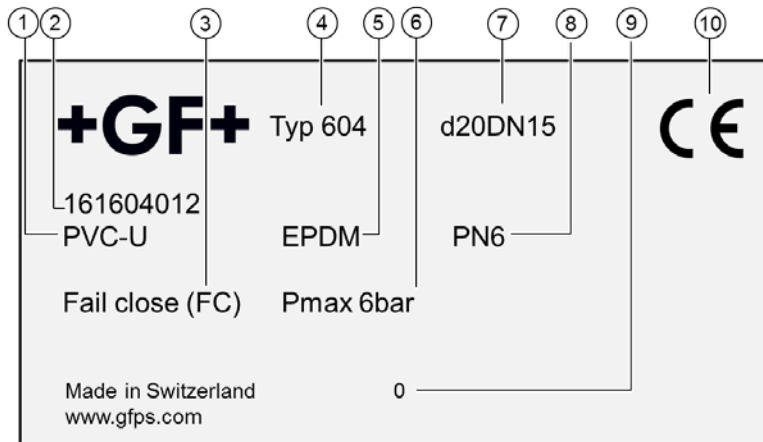 1 2 3 4 5 6 7 8 9 10
+GF+ Typ 604 d20DN15 CE
161604012
PVC-U EPDM PN6
Fail close (FC) Pmax 6bar
Made in Switzerland 0
www.gfps.com